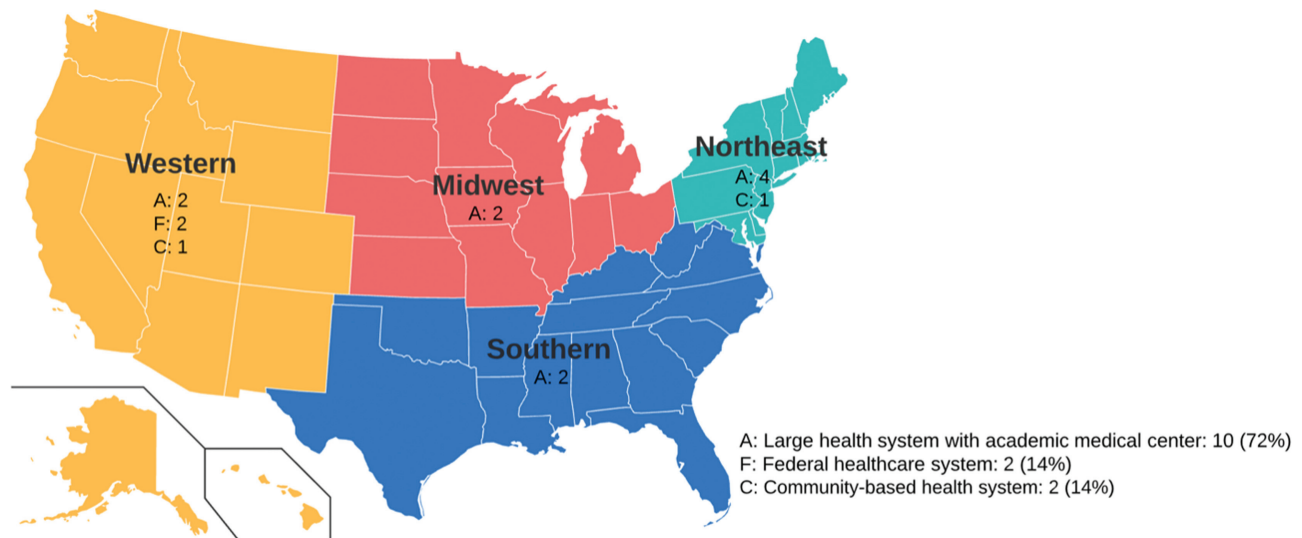 Western
A: 2
F: 2
C: 1
Midwest
A: 2
Northeast
A: 4
C: 1
Southern
A: 2
A: Large health system with academic medical center: 10 (72%)
F: Federal healthcare system: 2 (14%)
C: Community-based health system: 2 (14%)